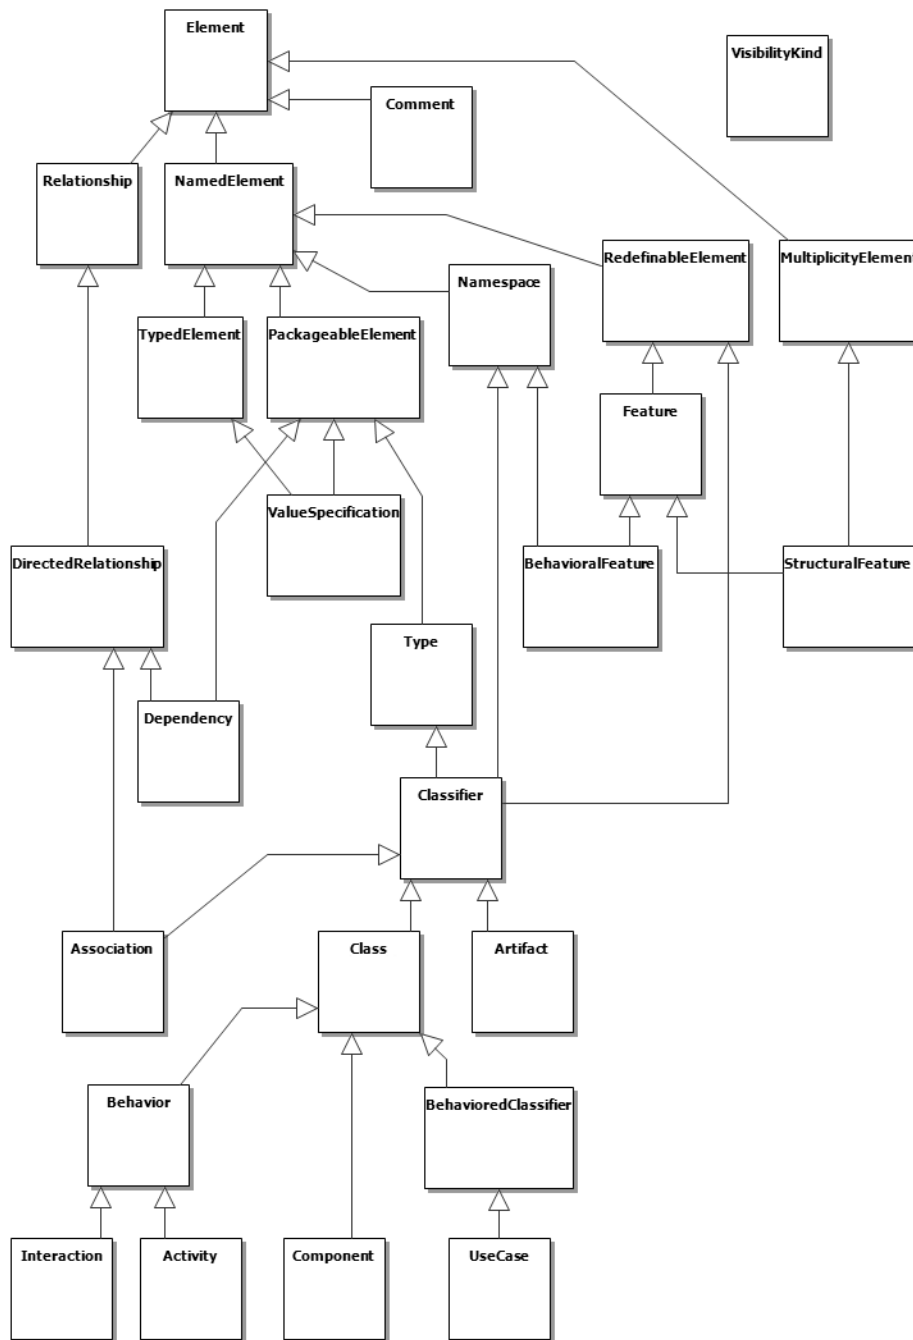 Element
VisibilityKind
Comment
Relationship
NamedElement
RedefinableElement
MultiplicityElement
Namespace
TypedElement
PackageableElement
Feature
ValueSpecification
DirectedRelationship
BehavioralFeature
StructuralFeature
Type
Dependency
Classifier
Association
Class
Artifact
Behavior
BehavioredClassifier
Interaction
Activity
Component
UseCase